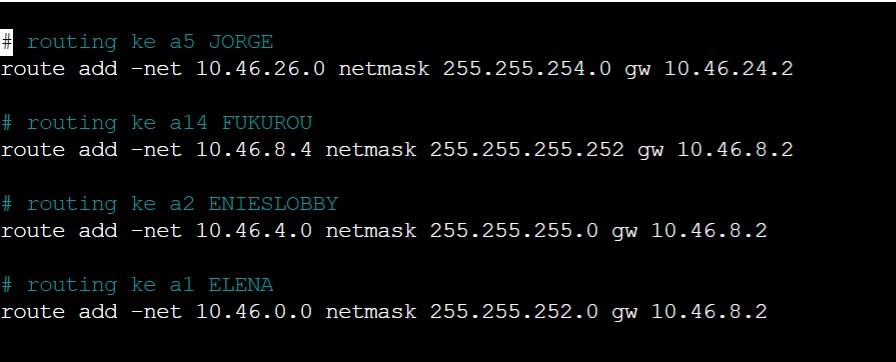 # routing ke a5 JORGE
route add -net 10.46.26.0 netmask 255.255.254.0 gw 10.46.24.2
# routing ke a14 FUKUROU
route add -net 10.46.8.4 netmask 255.255.255.252 gw 10.46.8.2
# routing ke a2 ENIESLOBBY
route add -net 10.46.4.0 netmask 255.255.255.0 gw 10.46.8.2
# routing ke a1 ELENA
route add -net 10.46.0.0 netmask 255.255.252.0 gw 10.46.8.2